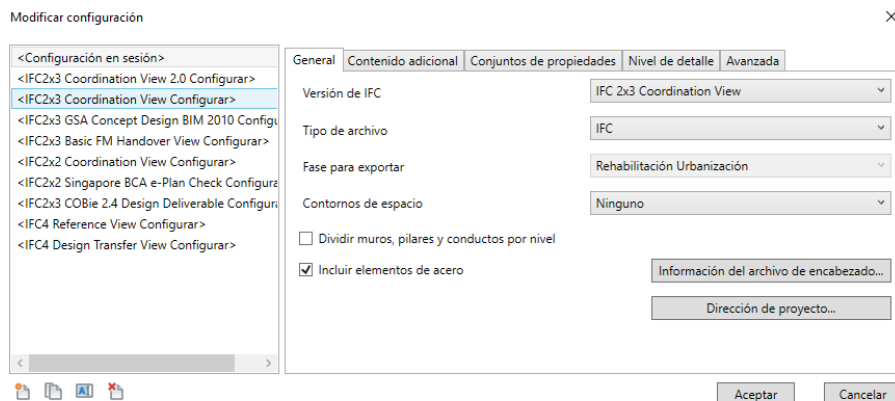 Modificar configuración
<Configuración en sesión>
<IFC2x3 Coordination View 2.0 Configurar>
<IFC2x3 Coordination View Configurar>
<IFC2x3 GSA Concept Design BIM 2010 Configu
<IFC2x3 Basic FM Handover View Configurar>
<IFC2x2 Coordination View Configurar>
<IFC2x2 Singapore BCA e-Plan Check Configura
<IFC2x3 COBie 2.4 Design Deliverable Configura
<IFC4 Reference View Configurar>
<IFC4 Design Transfer View Configurar>
General Contenido adicional Conjuntos de propiedades Nivel de detalle Avanzada
Versión de IFC IFC 2x3 Coordination View
Tipo de archivo IFC
Fase para exportar Rehabilitación Urbanización
Contornos de espacio Ninguno
Dividir muros, pilares y conductos por nivel
Incluir elementos de acero Información del archivo de encabezado...
Dirección de proyecto...
Aceptar Cancelar